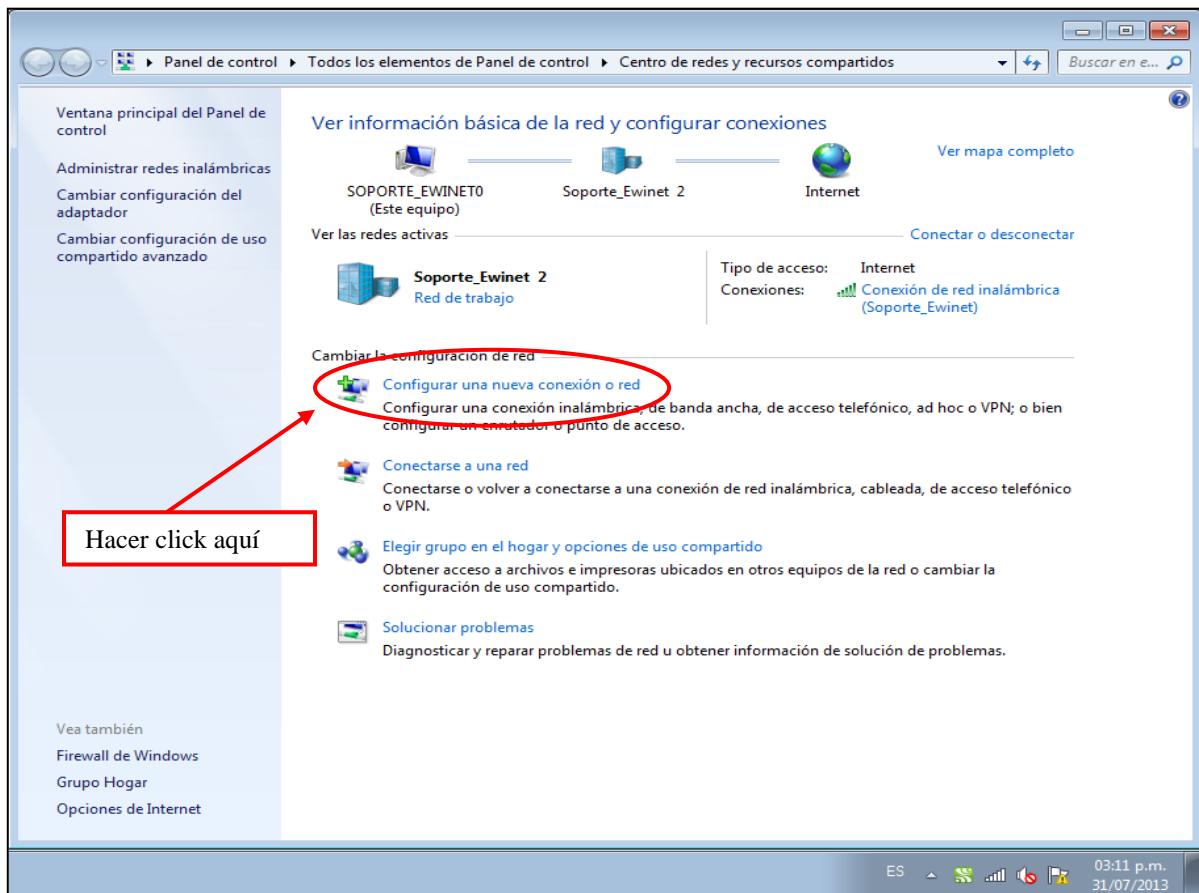 Panel de control ▸ Todos los elementos de Panel de control ▸ Centro de redes y recursos compartidos
Buscar en e...
Ventana principal del Panel de
control
Administrar redes inalámbricas
Cambiar configuración del
adaptador
Cambiar configuración de uso
compartido avanzado
Ver información básica de la red y configurar conexiones
Ver mapa completo
SOPORTE_EWINET0
(Este equipo)
Soporte_Ewinet 2
Internet
Ver las redes activas
Conectar o desconectar
Soporte_Ewinet 2
Red de trabajo
Tipo de acceso: Internet
Conexiones: Conexión de red inalámbrica
(Soporte_Ewinet)
Cambiar la configuración de red
Configurar una nueva conexión o red
Configurar una conexión inalámbrica, de banda ancha, de acceso telefónico, ad hoc o VPN; o bien
configurar un enrutador o punto de acceso.
Conectarse a una red
Conectarse o volver a conectarse a una conexión de red inalámbrica, cableada, de acceso telefónico
o VPN.
Hacer click aquí
Elegir grupo en el hogar y opciones de uso compartido
Obtener acceso a archivos e impresoras ubicados en otros equipos de la red o cambiar la
configuración de uso compartido.
Solucionar problemas
Diagnosticar y reparar problemas de red u obtener información de solución de problemas.
Vea también
Firewall de Windows
Grupo Hogar
Opciones de Internet
ES
03:11 p.m.
31/07/2013